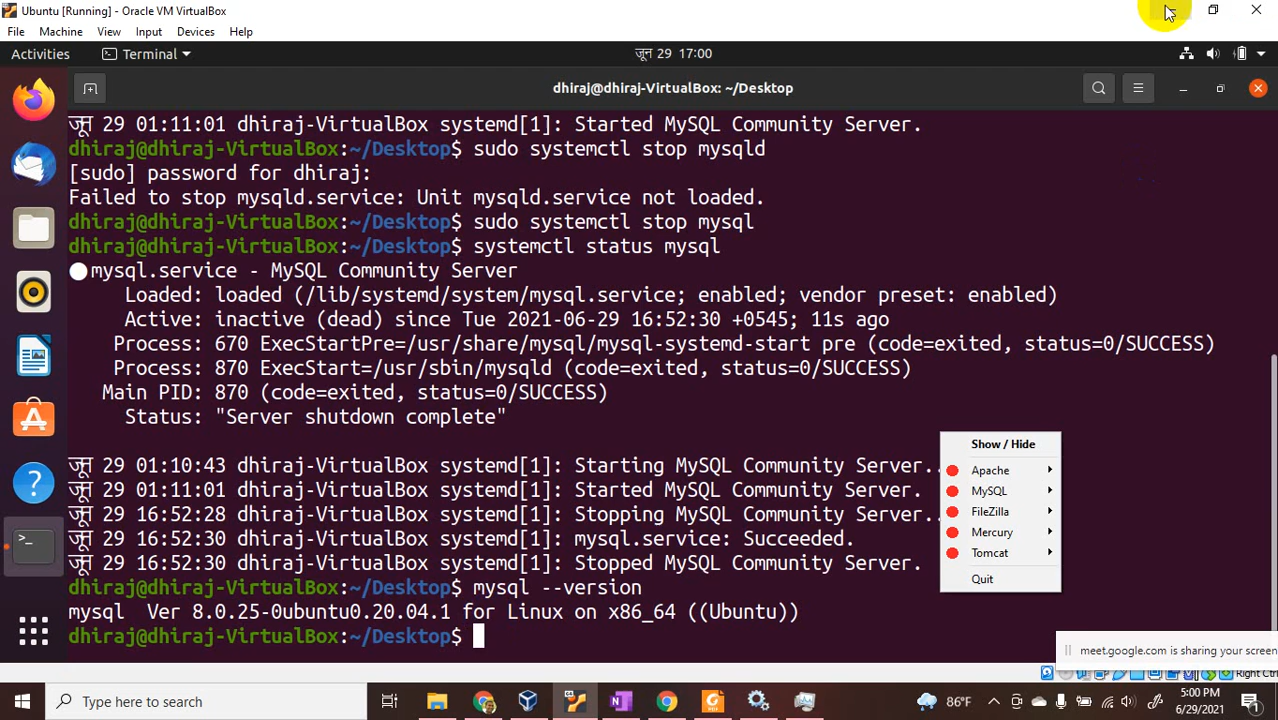 Ubuntu [Running] - Oracle VM VirtualBox
File Machine View Input Devices Help
Activities Terminal जून 29 17:00
dhiraj@dhiraj-VirtualBox: ~/Desktop
जून 29 01:11:01 dhiraj-VirtualBox systemd[1]: Started MySQL Community Server.
dhiraj@dhiraj-VirtualBox:~/Desktop$ sudo systemctl stop mysqld
[sudo] password for dhiraj:
Failed to stop mysqld.service: Unit mysqld.service not loaded.
dhiraj@dhiraj-VirtualBox:~/Desktop$ sudo systemctl stop mysql
dhiraj@dhiraj-VirtualBox:~/Desktop$ systemctl status mysql
mysql.service - MySQL Community Server
Loaded: loaded (/lib/systemd/system/mysql.service; enabled; vendor preset: enabled)
Active: inactive (dead) since Tue 2021-06-29 16:52:30 +0545; 11s ago
Process: 670 ExecStartPre=/usr/share/mysql/mysql-systemd-start pre (code=exited, status=0/SUCCESS)
Process: 870 ExecStart=/usr/sbin/mysqld (code=exited, status=0/SUCCESS)
Main PID: 870 (code=exited, status=0/SUCCESS)
Status: "Server shutdown complete"
जून 29 01:10:43 dhiraj-VirtualBox systemd[1]: Starting MySQL Community Server..
जून 29 01:11:01 dhiraj-VirtualBox systemd[1]: Started MySQL Community Server.
जून 29 16:52:28 dhiraj-VirtualBox systemd[1]: Stopping MySQL Community Server..
जून 29 16:52:30 dhiraj-VirtualBox systemd[1]: mysql.service: Succeeded.
जून 29 16:52:30 dhiraj-VirtualBox systemd[1]: Stopped MySQL Community Server.
dhiraj@dhiraj-VirtualBox:~/Desktop$ mysql --version
mysql Ver 8.0.25-0ubuntu0.20.04.1 for Linux on x86_64 ((Ubuntu))
dhiraj@dhiraj-VirtualBox:~/Desktop$
Show / Hide
Apache
MySQL
FileZilla
Mercury
Tomcat
Quit
meet.google.com is sharing your screen
Right Ctrl
Type here to search
86°F
5:00 PM
6/29/2021